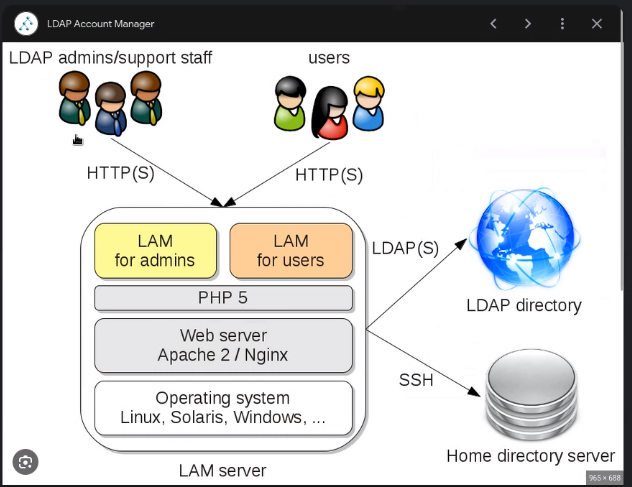 LDAP Account Manager
LDAP admins/support staff
users
HTTP(S)
HTTP(S)
LAM
for admins
LAM
for users
PHP 5
Web server
Apache 2 / Nginx
Operating system
Linux, Solaris, Windows, ...
LAM server
LDAP(S)
LDAP directory
SSH
Home directory server
965 × 688